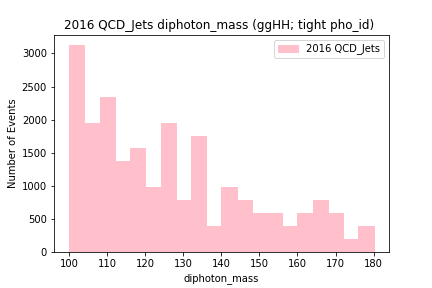 2016 QCD_Jets diphoton_mass (ggHH; tight pho_id)
2016 QCD_Jets
Number of Events
3000
2500
2000
1500
1000
500
0
100 110 120 130 140 150 160 170 180
diphoton_mass